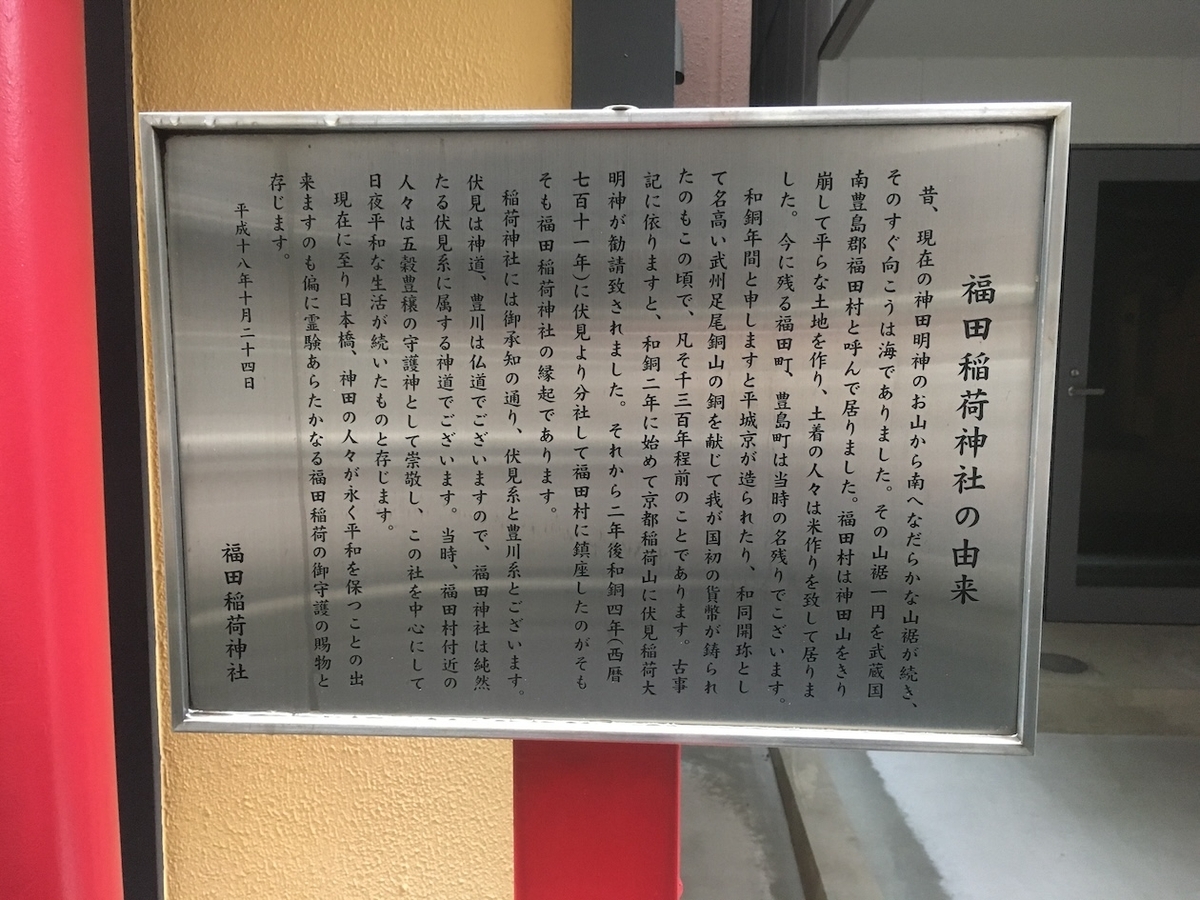 福田稲荷神社の由来
昔、現在の神田明神のお山から南へなだらかな山裾が続き、
そのすぐ向こうは海でありました。その山裾一円を武蔵国
南豊島郡福田村と呼んで居りました。福田村は神田山をきり
崩して平らな土地を作り、土着の人々は米作りを致して居りま
した。今に残る福田町、豊島町は当時の名残りでございます。
和銅年間と申しますと平城京が造られたり、和同開珎とし
て名高い武州足尾銅山の銅を献じて我が国初の貨幣が鋳られ
たのもこの頃で、凡そ千三百年程前のことであります。古事
記に依りますと、和銅二年に始めて京都稲荷山に伏見稲荷大
明神が勧請致されました。それから二年後和銅四年(西暦
七百十一年)に伏見より分社して福田村に鎮座したのがそも
そも福田稲荷神社の縁起であります。
稲荷神社には御承知の通り、伏見系と豊川系とございます。
伏見は神道、豊川は仏道でございますので、福田神社は純然
たる伏見系に属する神道でございます。当時、福田村付近の
人々は五穀豊穣の守護神として崇敬し、この社を中心にして
日夜平和な生活が続いたものと存じます。
現在に至り日本橋、神田の人々が永く平和を保つことの出
来ますのも偏に霊験あらたかなる福田稲荷の御守護の賜物と
存じます。
平成十八年十月二十四日
福田稲荷神社